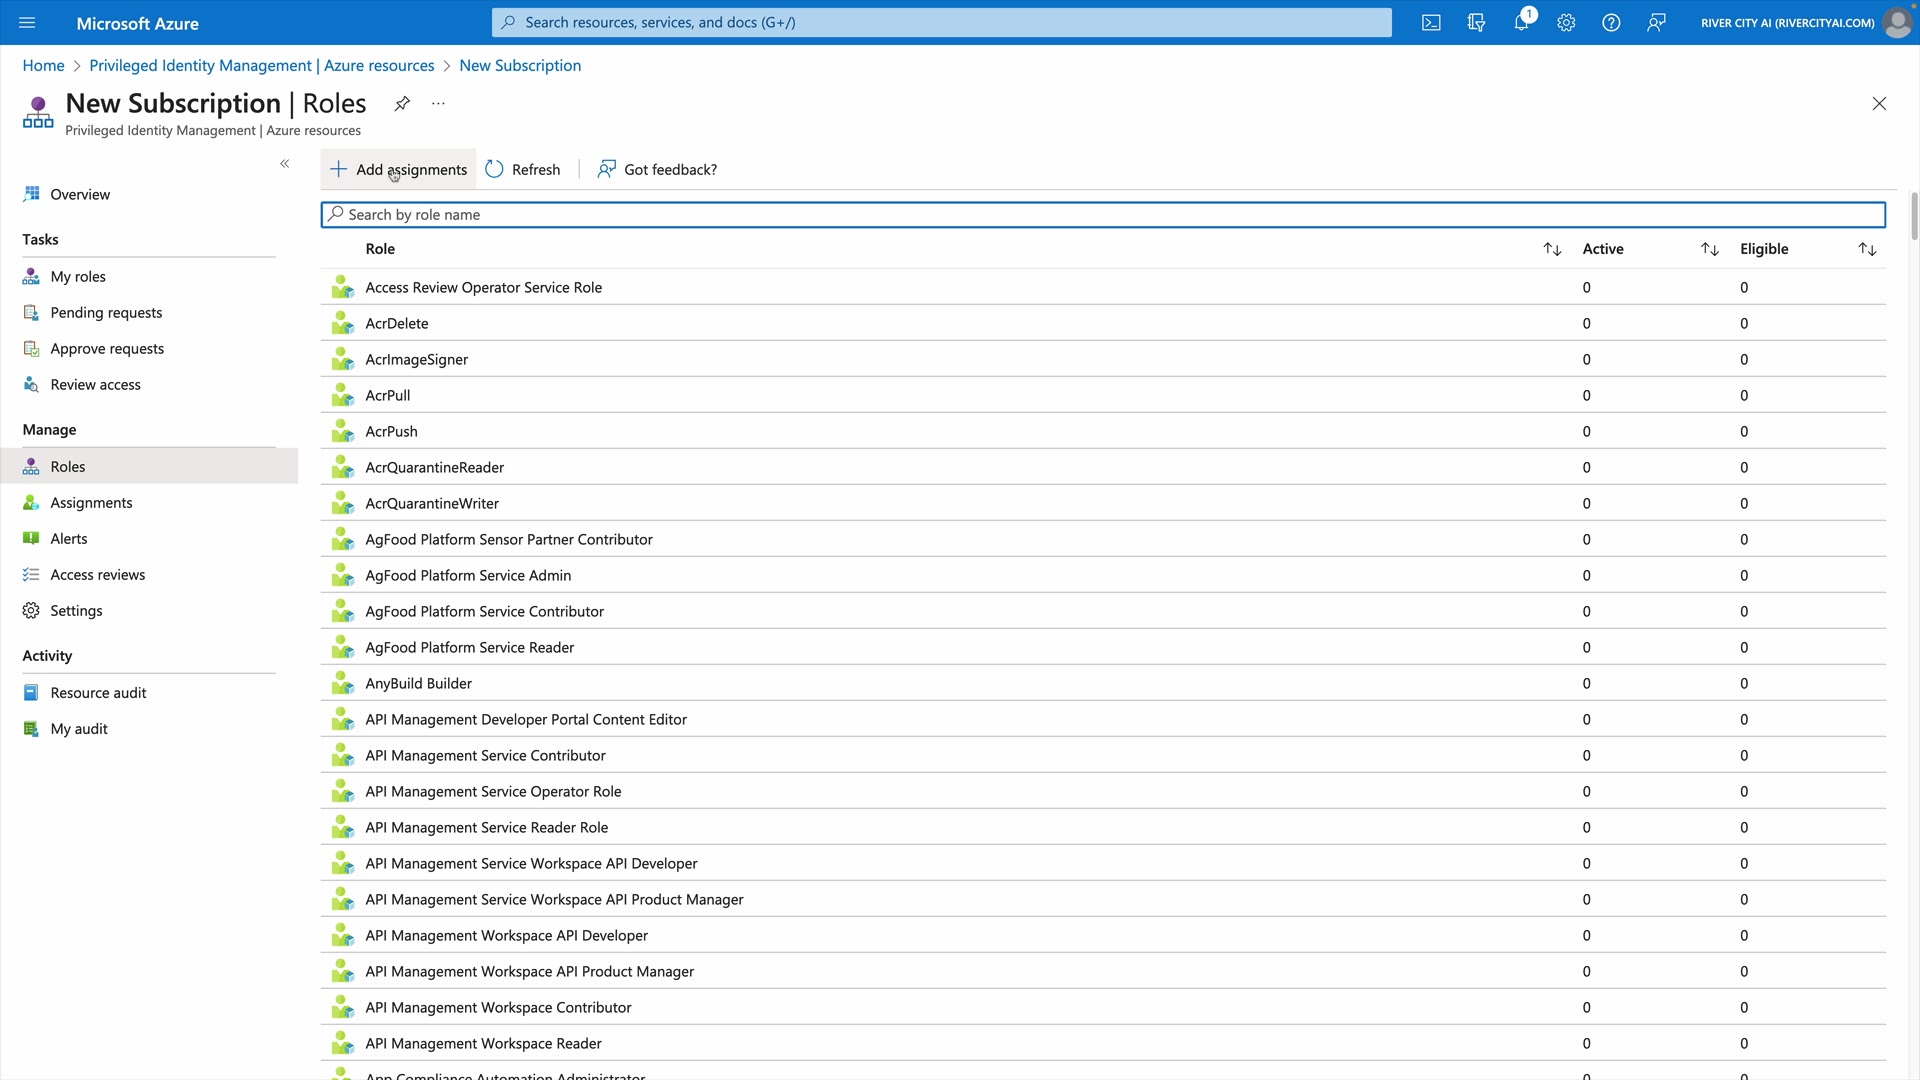 Microsoft Azure
Search resources, services, and docs (G+/)
1
RIVER CITY AI (RIVERCITYAI.COM)
Home > Privileged Identity Management | Azure resources > New Subscription
New Subscription | Roles
Privileged Identity Management | Azure resources
Add assignments
Refresh
Got feedback?
Search by role name
Overview
Tasks
My roles
Pending requests
Approve requests
Review access
Manage
Roles
Assignments
Alerts
Access reviews
Settings
Activity
Resource audit
My audit
Role Active Eligible
Access Review Operator Service Role 0 0
AcrDelete 0 0
AcrImageSigner 0 0
AcrPull 0 0
AcrPush 0 0
AcrQuarantineReader 0 0
AcrQuarantineWriter 0 0
AgFood Platform Sensor Partner Contributor 0 0
AgFood Platform Service Admin 0 0
AgFood Platform Service Contributor 0 0
AgFood Platform Service Reader 0 0
AnyBuild Builder 0 0
API Management Developer Portal Content Editor 0 0
API Management Service Contributor 0 0
API Management Service Operator Role 0 0
API Management Service Reader Role 0 0
API Management Service Workspace API Developer 0 0
API Management Service Workspace API Product Manager 0 0
API Management Workspace API Developer 0 0
API Management Workspace API Product Manager 0 0
API Management Workspace Contributor 0 0
API Management Workspace Reader 0 0
App Compliance Automation Administrator 0 0